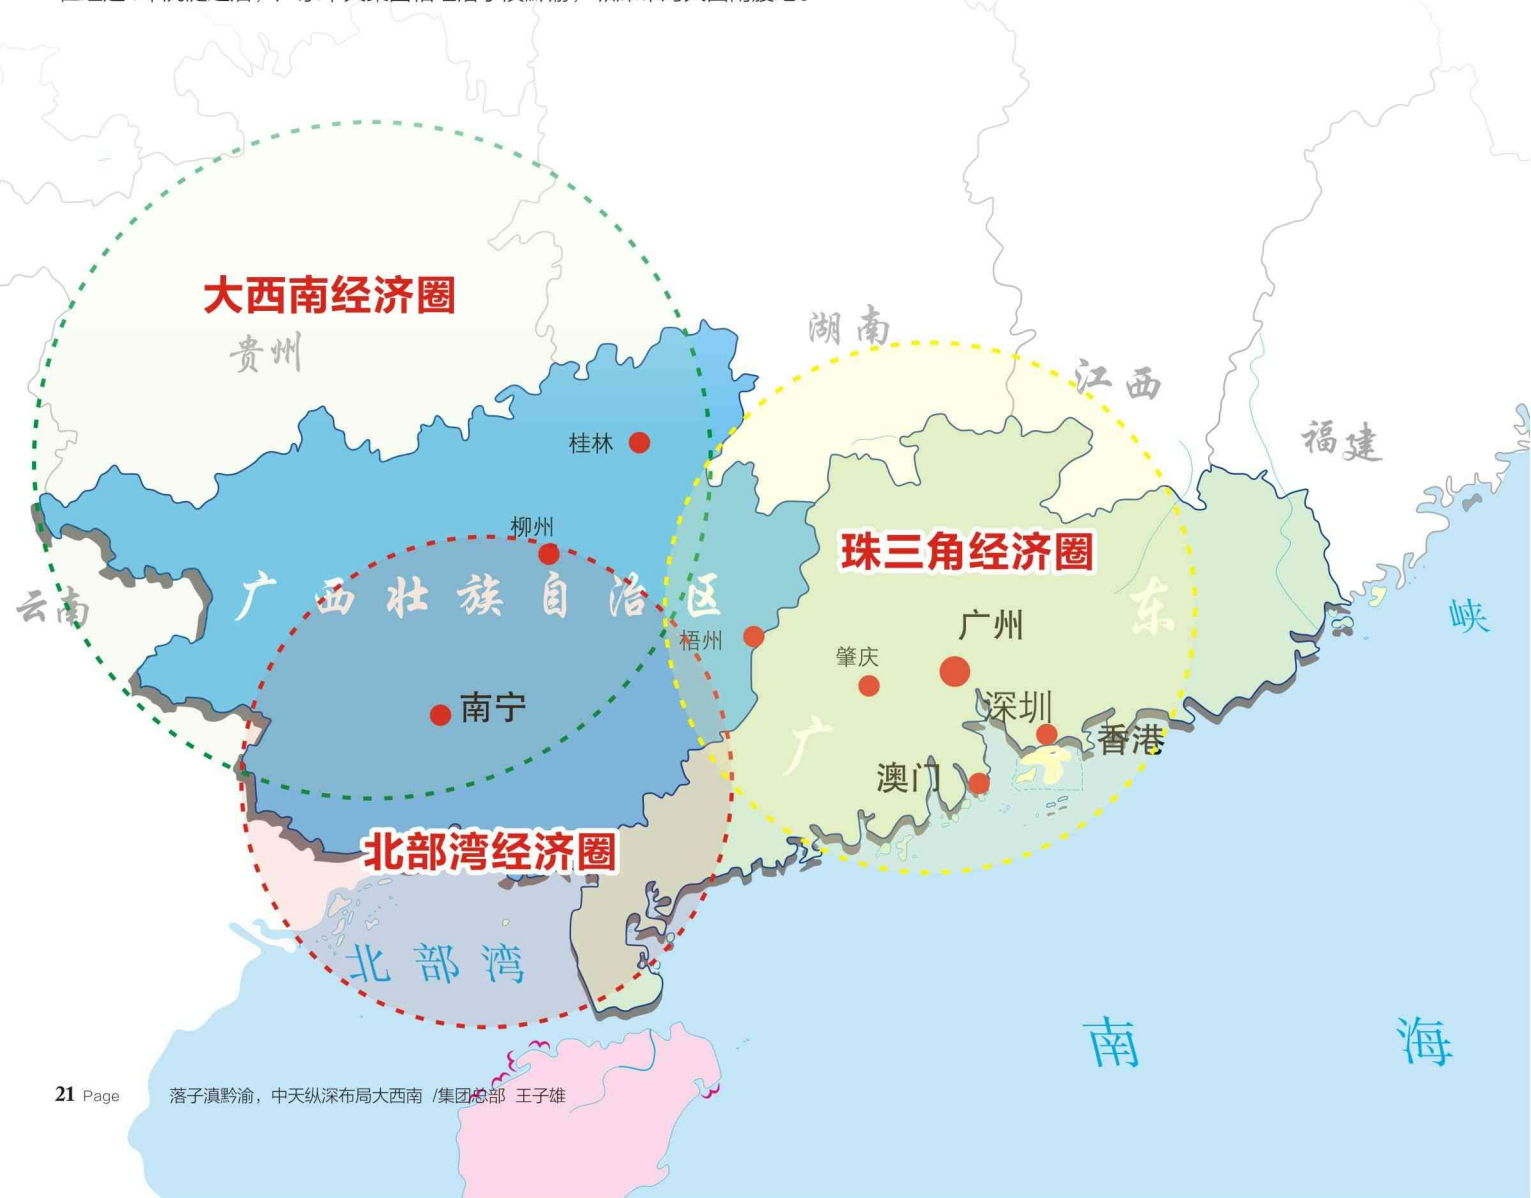 大西南经济圈
贵州
湖南
江西
福建
桂林
柳州
珠三角经济圈
云南
广西壮族自治区
梧州
广州
肇庆
广东
南宁
深圳
香港
澳门
峡
北部湾经济圈
北部湾
南海
21 Page
落子滇黔渝，中天纵深布局大西南 /集团总部 王子雄